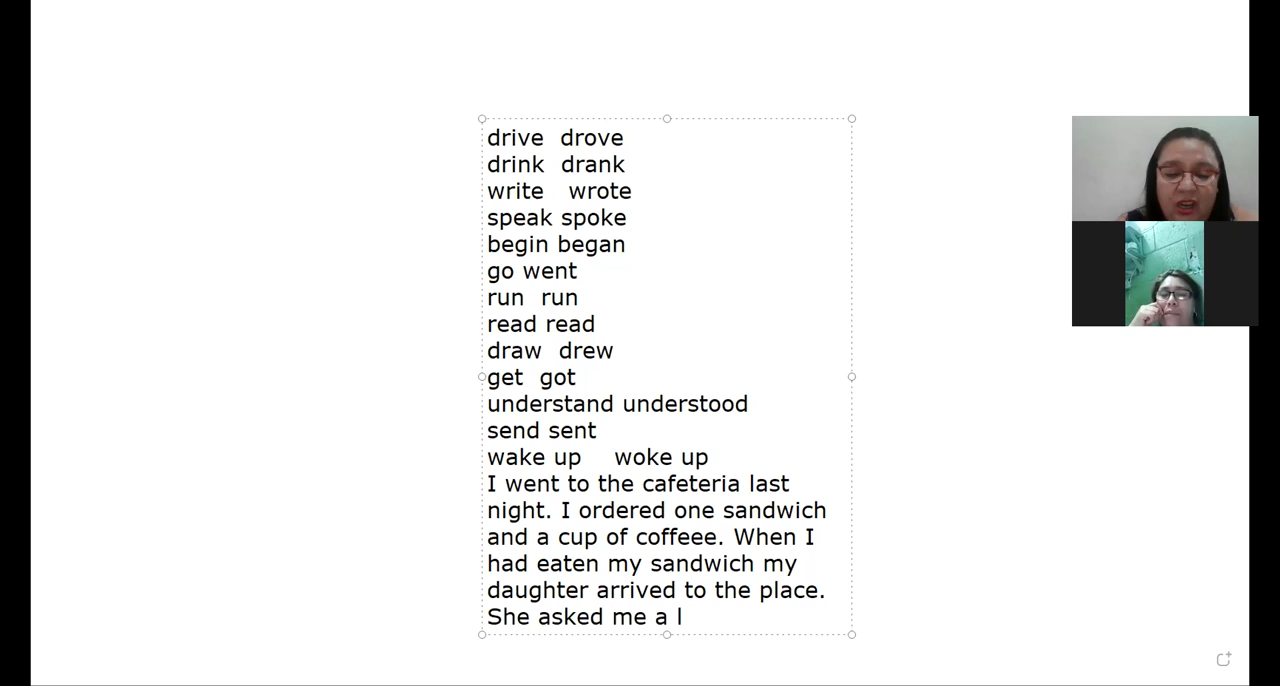 drive drove
drink drank
write wrote
speak spoke
begin began
go went
run run
read read
draw drew
get got
understand understood
send sent
wake up woke up
I went to the cafeteria last
night. I ordered one sandwich
and a cup of coffeee. When I
had eaten my sandwich my
daughter arrived to the place.
She asked me a l